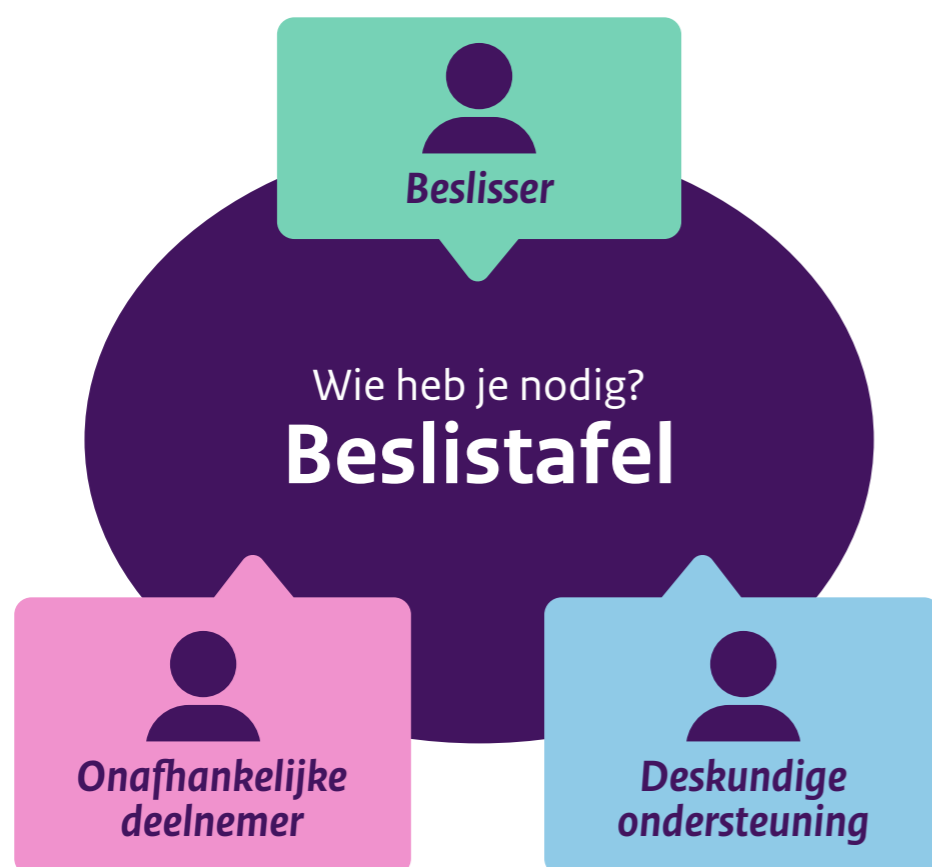 Beslisser
Wie heb je nodig?
Beslistafel
Onafhankelijke
deelnemer
Deskundige
ondersteuning